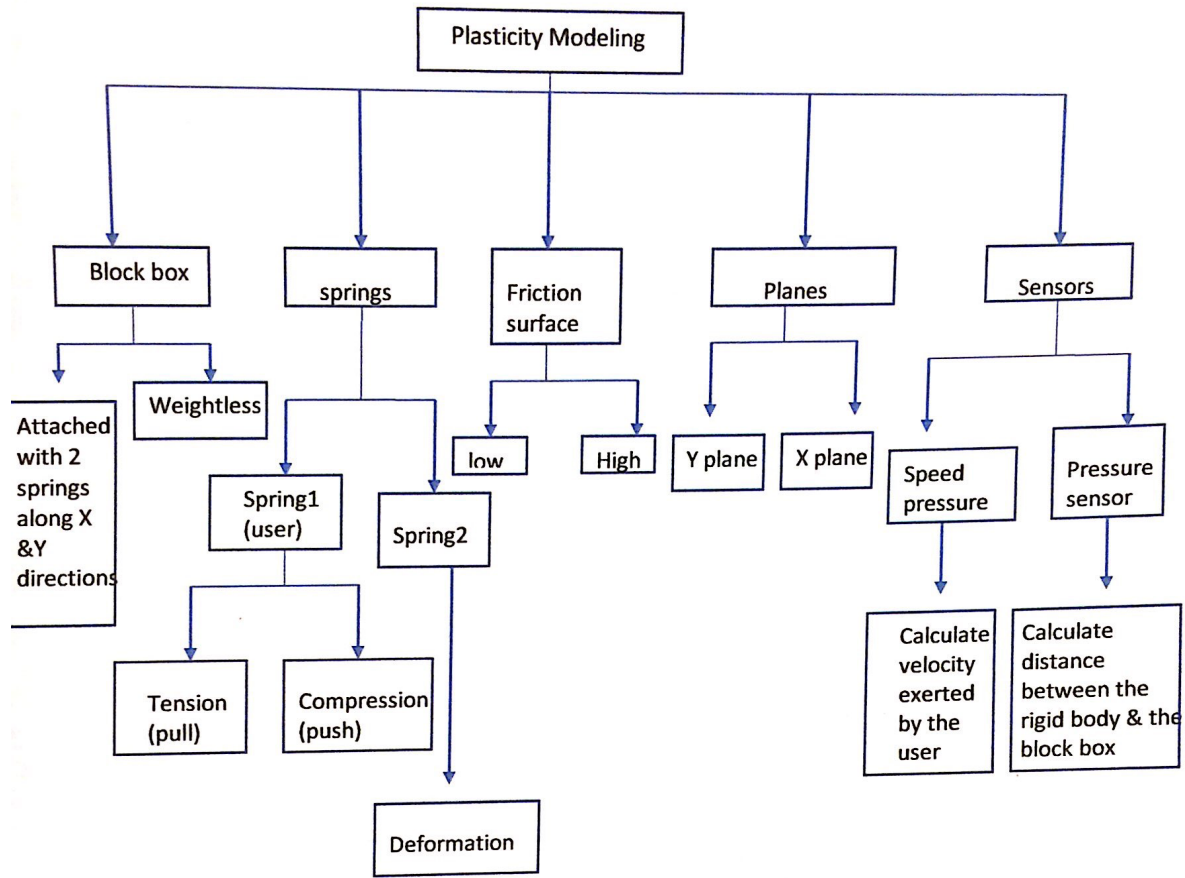 Plasticity Modeling
Block box
springs
Friction
surface
Planes
Sensors
Attached
with 2
springs
along X
&Y
directions
Weightless
Spring1
(user)
Spring2
low
High
Y plane
X plane
Speed
pressure
Pressure
sensor
Tension
(pull)
Compression
(push)
Deformation
Calculate
velocity
exerted
by the
user
Calculate
distance
between the
rigid body & the
block box